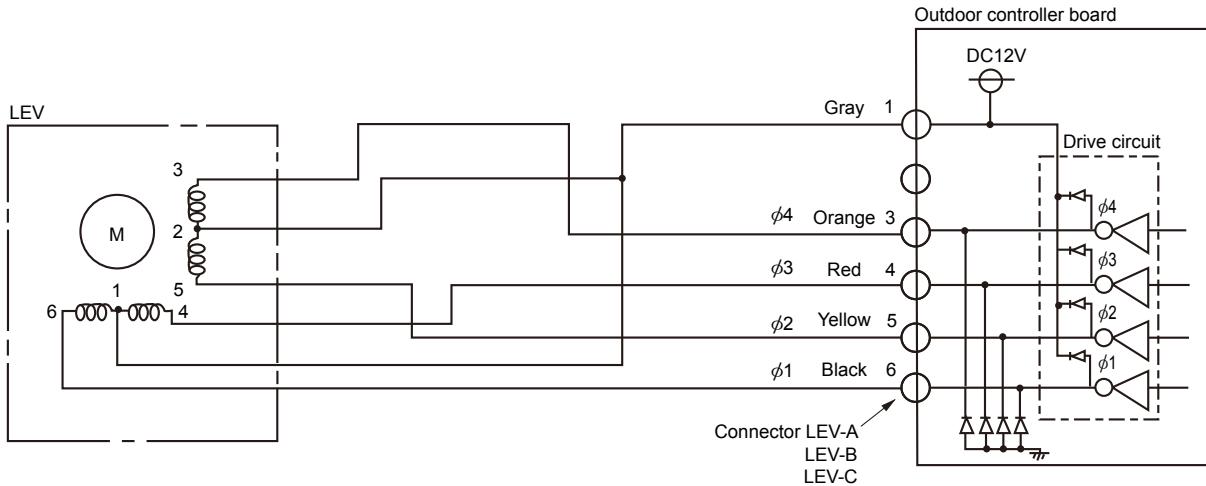 Outdoor controller board
DC12V
LEV
Gray 1
Drive circuit
3
ϕ4 Orange 3
ϕ4
M
2
ϕ3 Red 4
ϕ3
5
1
6
4
ϕ2 Yellow 5
ϕ2
ϕ1 Black 6
ϕ1
Connector LEV-A
LEV-B
LEV-C